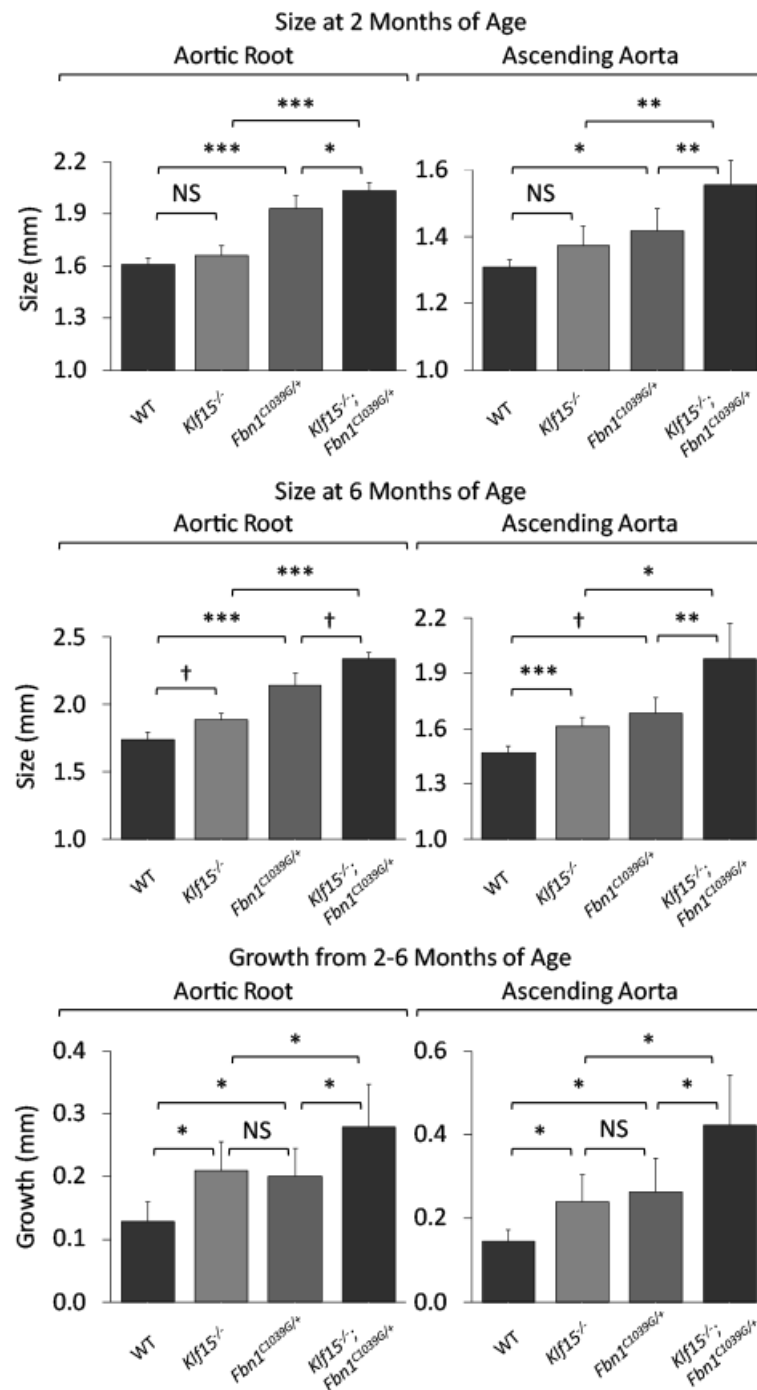 Size at 2 Months of Age
Aortic Root
Ascending Aorta
Size (mm)
2.2
1.9
1.6
1.3
1.0
NS
***
*
***
WT
Klf15-/-
Fbn1C1039G/+
Klf15-/-;
Fbn1C1039G/+
1.6
1.4
1.2
1.0
NS
*
**
**
WT
Klf15-/-
Fbn1C1039G/+
Klf15-/-;
Fbn1C1039G/+
Size at 6 Months of Age
Aortic Root
Ascending Aorta
Size (mm)
2.5
2.0
1.5
1.0
†
***
†
***
WT
Klf15-/-
Fbn1C1039G/+
Klf15-/-;
Fbn1C1039G/+
2.2
1.9
1.6
1.3
1.0
***
†
**
*
WT
Klf15-/-
Fbn1C1039G/+
Klf15-/-;
Fbn1C1039G/+
Growth from 2-6 Months of Age
Aortic Root
Ascending Aorta
Growth (mm)
0.4
0.3
0.2
0.1
0.0
*
NS
*
*
*
WT
Klf15-/-
Fbn1C1039G/+
Klf15-/-;
Fbn1C1039G/+
0.6
0.4
0.2
0.0
*
NS
*
*
*
WT
Klf15-/-
Fbn1C1039G/+
Klf15-/-;
Fbn1C1039G/+